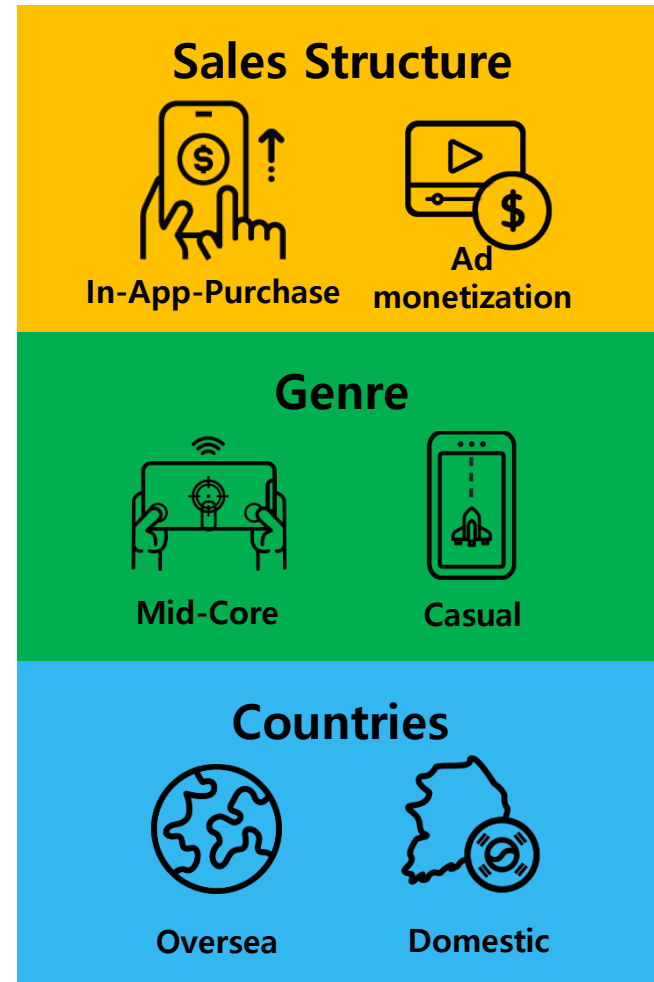 Sales Structure
In-App-Purchase
Ad
monetization
Genre
Mid-Core
Casual
Countries
Oversea
Domestic